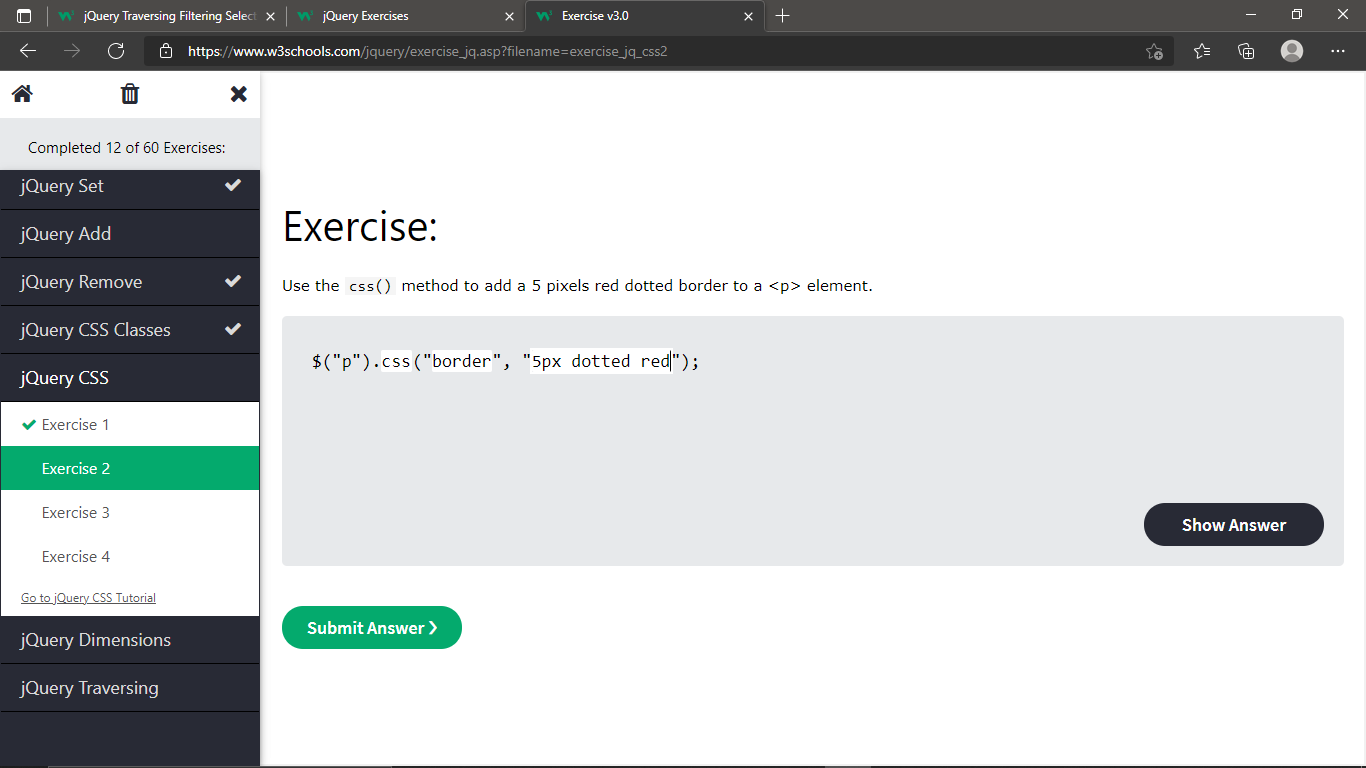 jQuery Traversing Filtering Select
jQuery Exercises
Exercise v3.0
https://www.w3schools.com/jquery/exercise_jq.asp?filename=exercise_jq_css2
Completed 12 of 60 Exercises:
jQuery Set
jQuery Add
jQuery Remove
jQuery CSS Classes
jQuery CSS
Exercise 1
Exercise 2
Exercise 3
Exercise 4
Go to jQuery CSS Tutorial
jQuery Dimensions
jQuery Traversing
Exercise:
Use the css() method to add a 5 pixels red dotted border to a <p> element.
$("p").css("border", "5px dotted red");
Show Answer
Submit Answer ❯